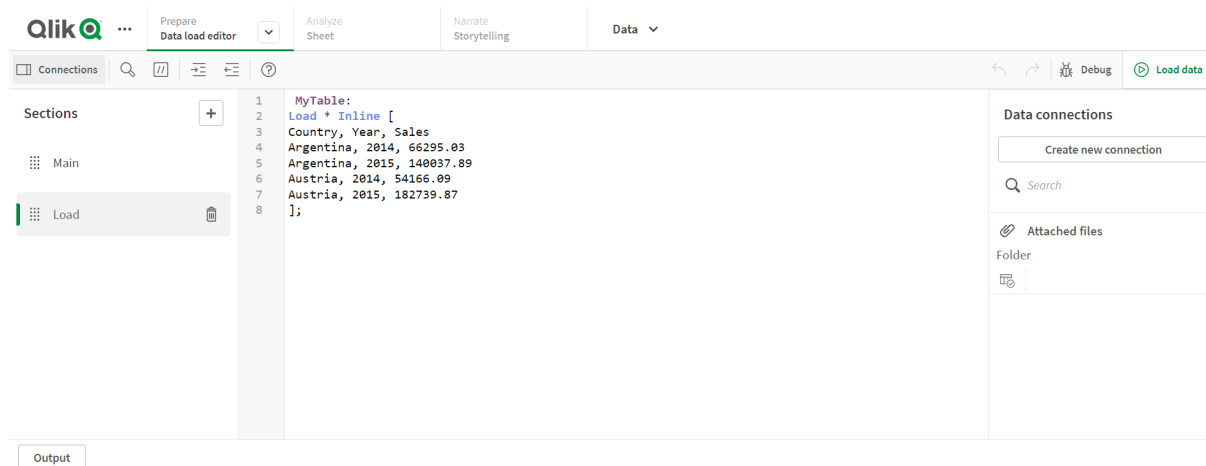 Qlik
Prepare
Data load editor
Analyze
Sheet
Narrate
Storytelling
Data
Connections
//
?
Debug
Load data
Sections
+
Main
Load
1 MyTable:
2 Load * Inline [
3 Country, Year, Sales
4 Argentina, 2014, 66295.03
5 Argentina, 2015, 140037.89
6 Austria, 2014, 54166.09
7 Austria, 2015, 182739.87
8 ];
Data connections
Create new connection
Search
Attached files
Folder
Output